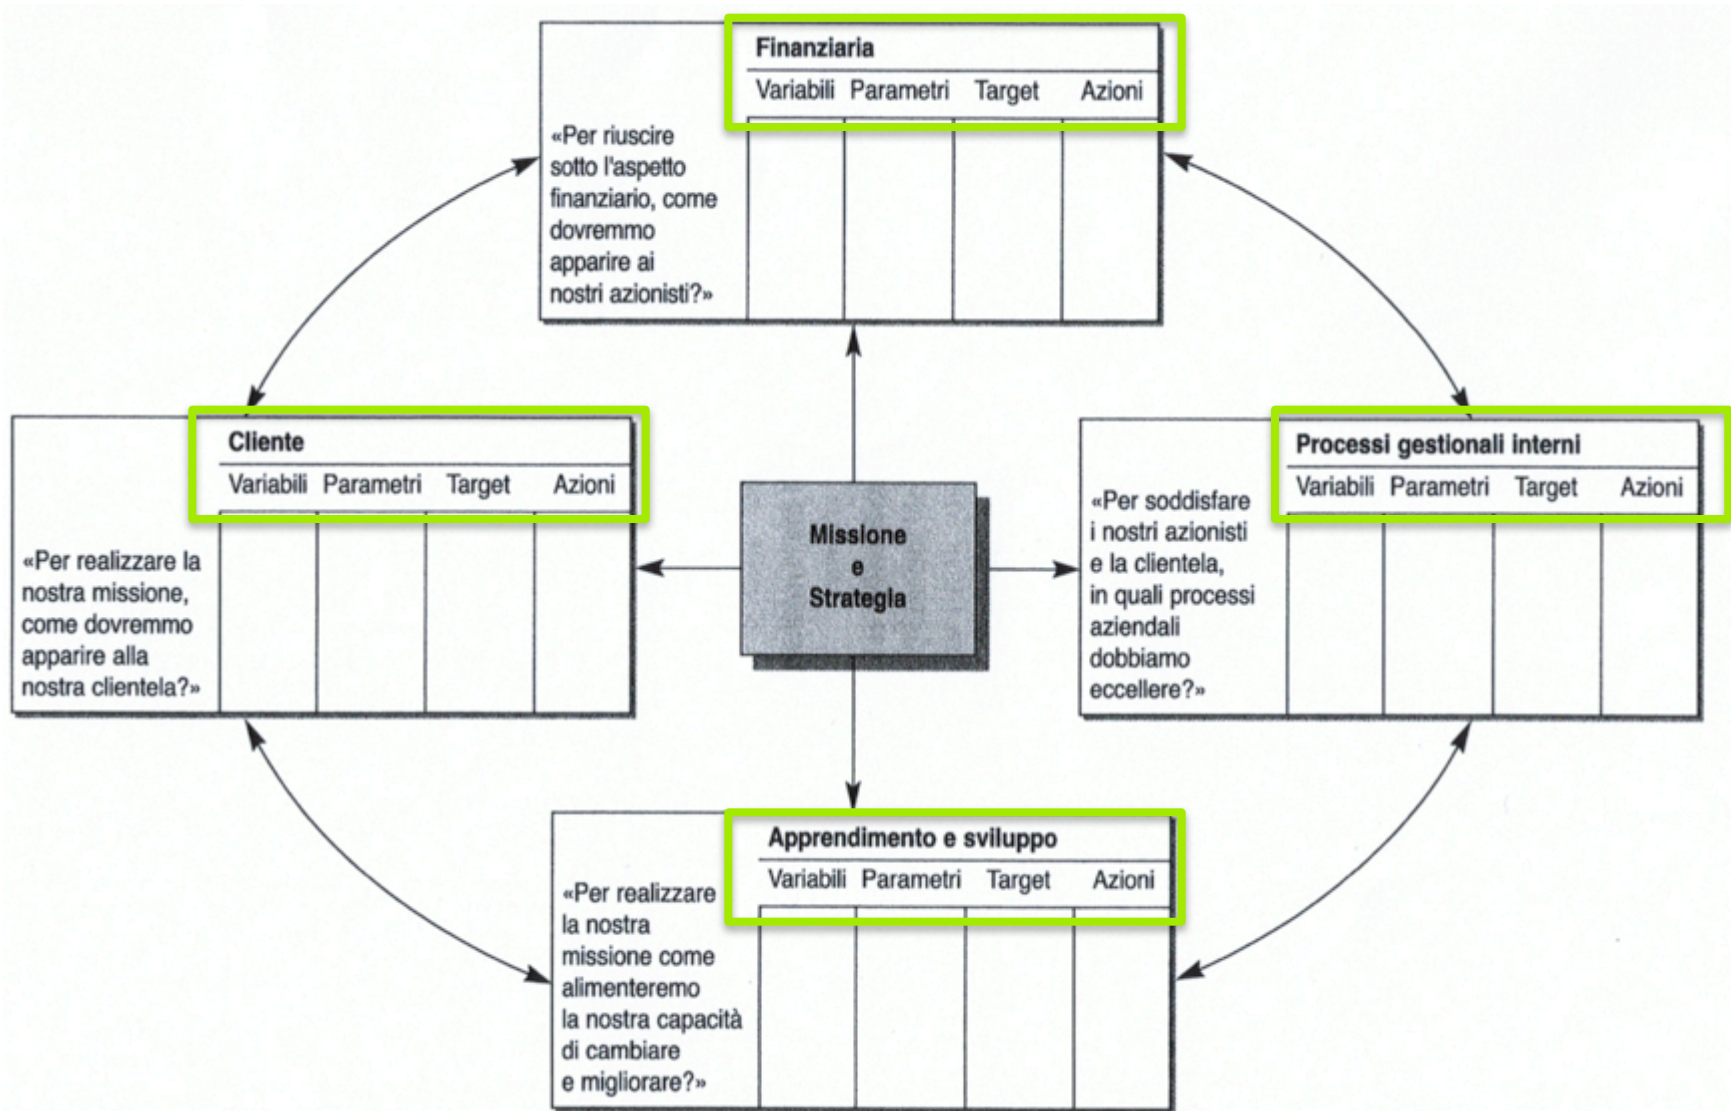 Finanziaria
Variabili Parametri Target Azioni
«Per riuscire
sotto l'aspetto
finanziario, come
dovremmo
apparire ai
nostri azionisti?»
Cliente
Variabili Parametri Target Azioni
«Per realizzare la
nostra missione,
come dovremmo
apparire alla
nostra clientela?»
Missione
e
Strategia
Processi gestionali interni
Variabili Parametri Target Azioni
«Per soddisfare
i nostri azionisti
e la clientela,
in quali processi
aziendali
dobbiamo
eccellere?»
Apprendimento e sviluppo
Variabili Parametri Target Azioni
«Per realizzare
la nostra
missione come
alimenteremo
la nostra capacità
di cambiare
e migliorare?»